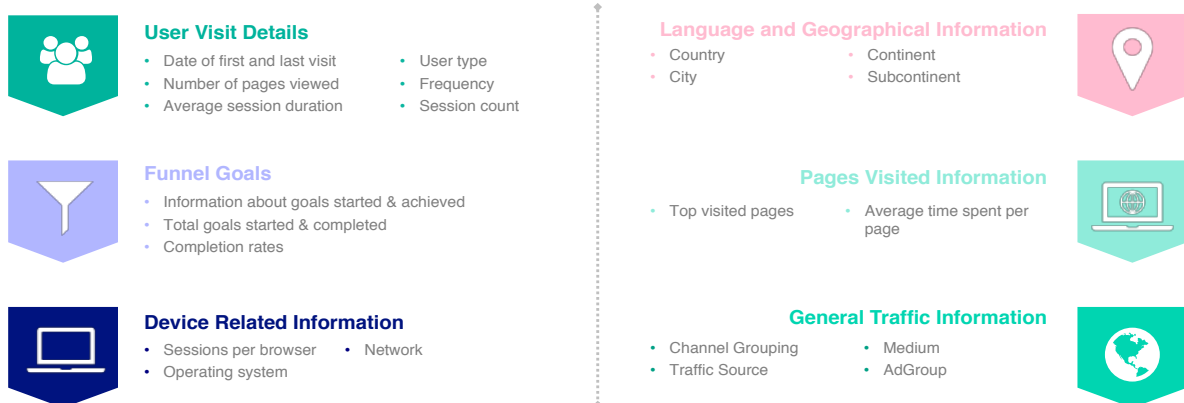 User Visit Details
• Date of first and last visit
• Number of pages viewed
• Average session duration
• User type
• Frequency
• Session count
Language and Geographical Information
• Country
• City
• Continent
• Subcontinent
Funnel Goals
• Information about goals started & achieved
• Total goals started & completed
• Completion rates
Pages Visited Information
• Top visited pages
• Average time spent per
page
Device Related Information
• Sessions per browser
• Operating system
• Network
General Traffic Information
• Channel Grouping
• Traffic Source
• Medium
• AdGroup